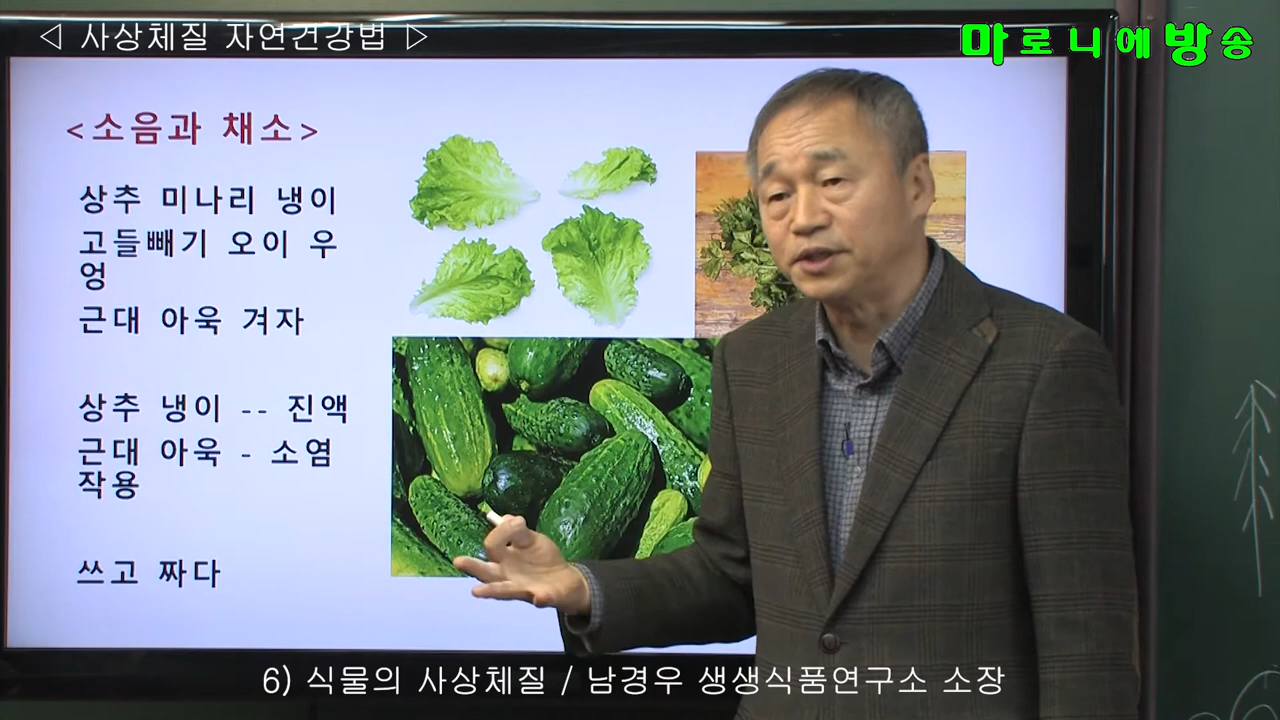 ◁ 사상체질 자연건강법 ▷
마로니에방송
<소음과 채소>
상추 미나리 냉이
고들빼기 오이 우
엉
근대 아욱 겨자
상추 냉이 -- 진액
근대 아욱 - 소염
작용
쓰고 짜다
6) 식물의 사상체질 / 남경우 생생식품연구소 소장